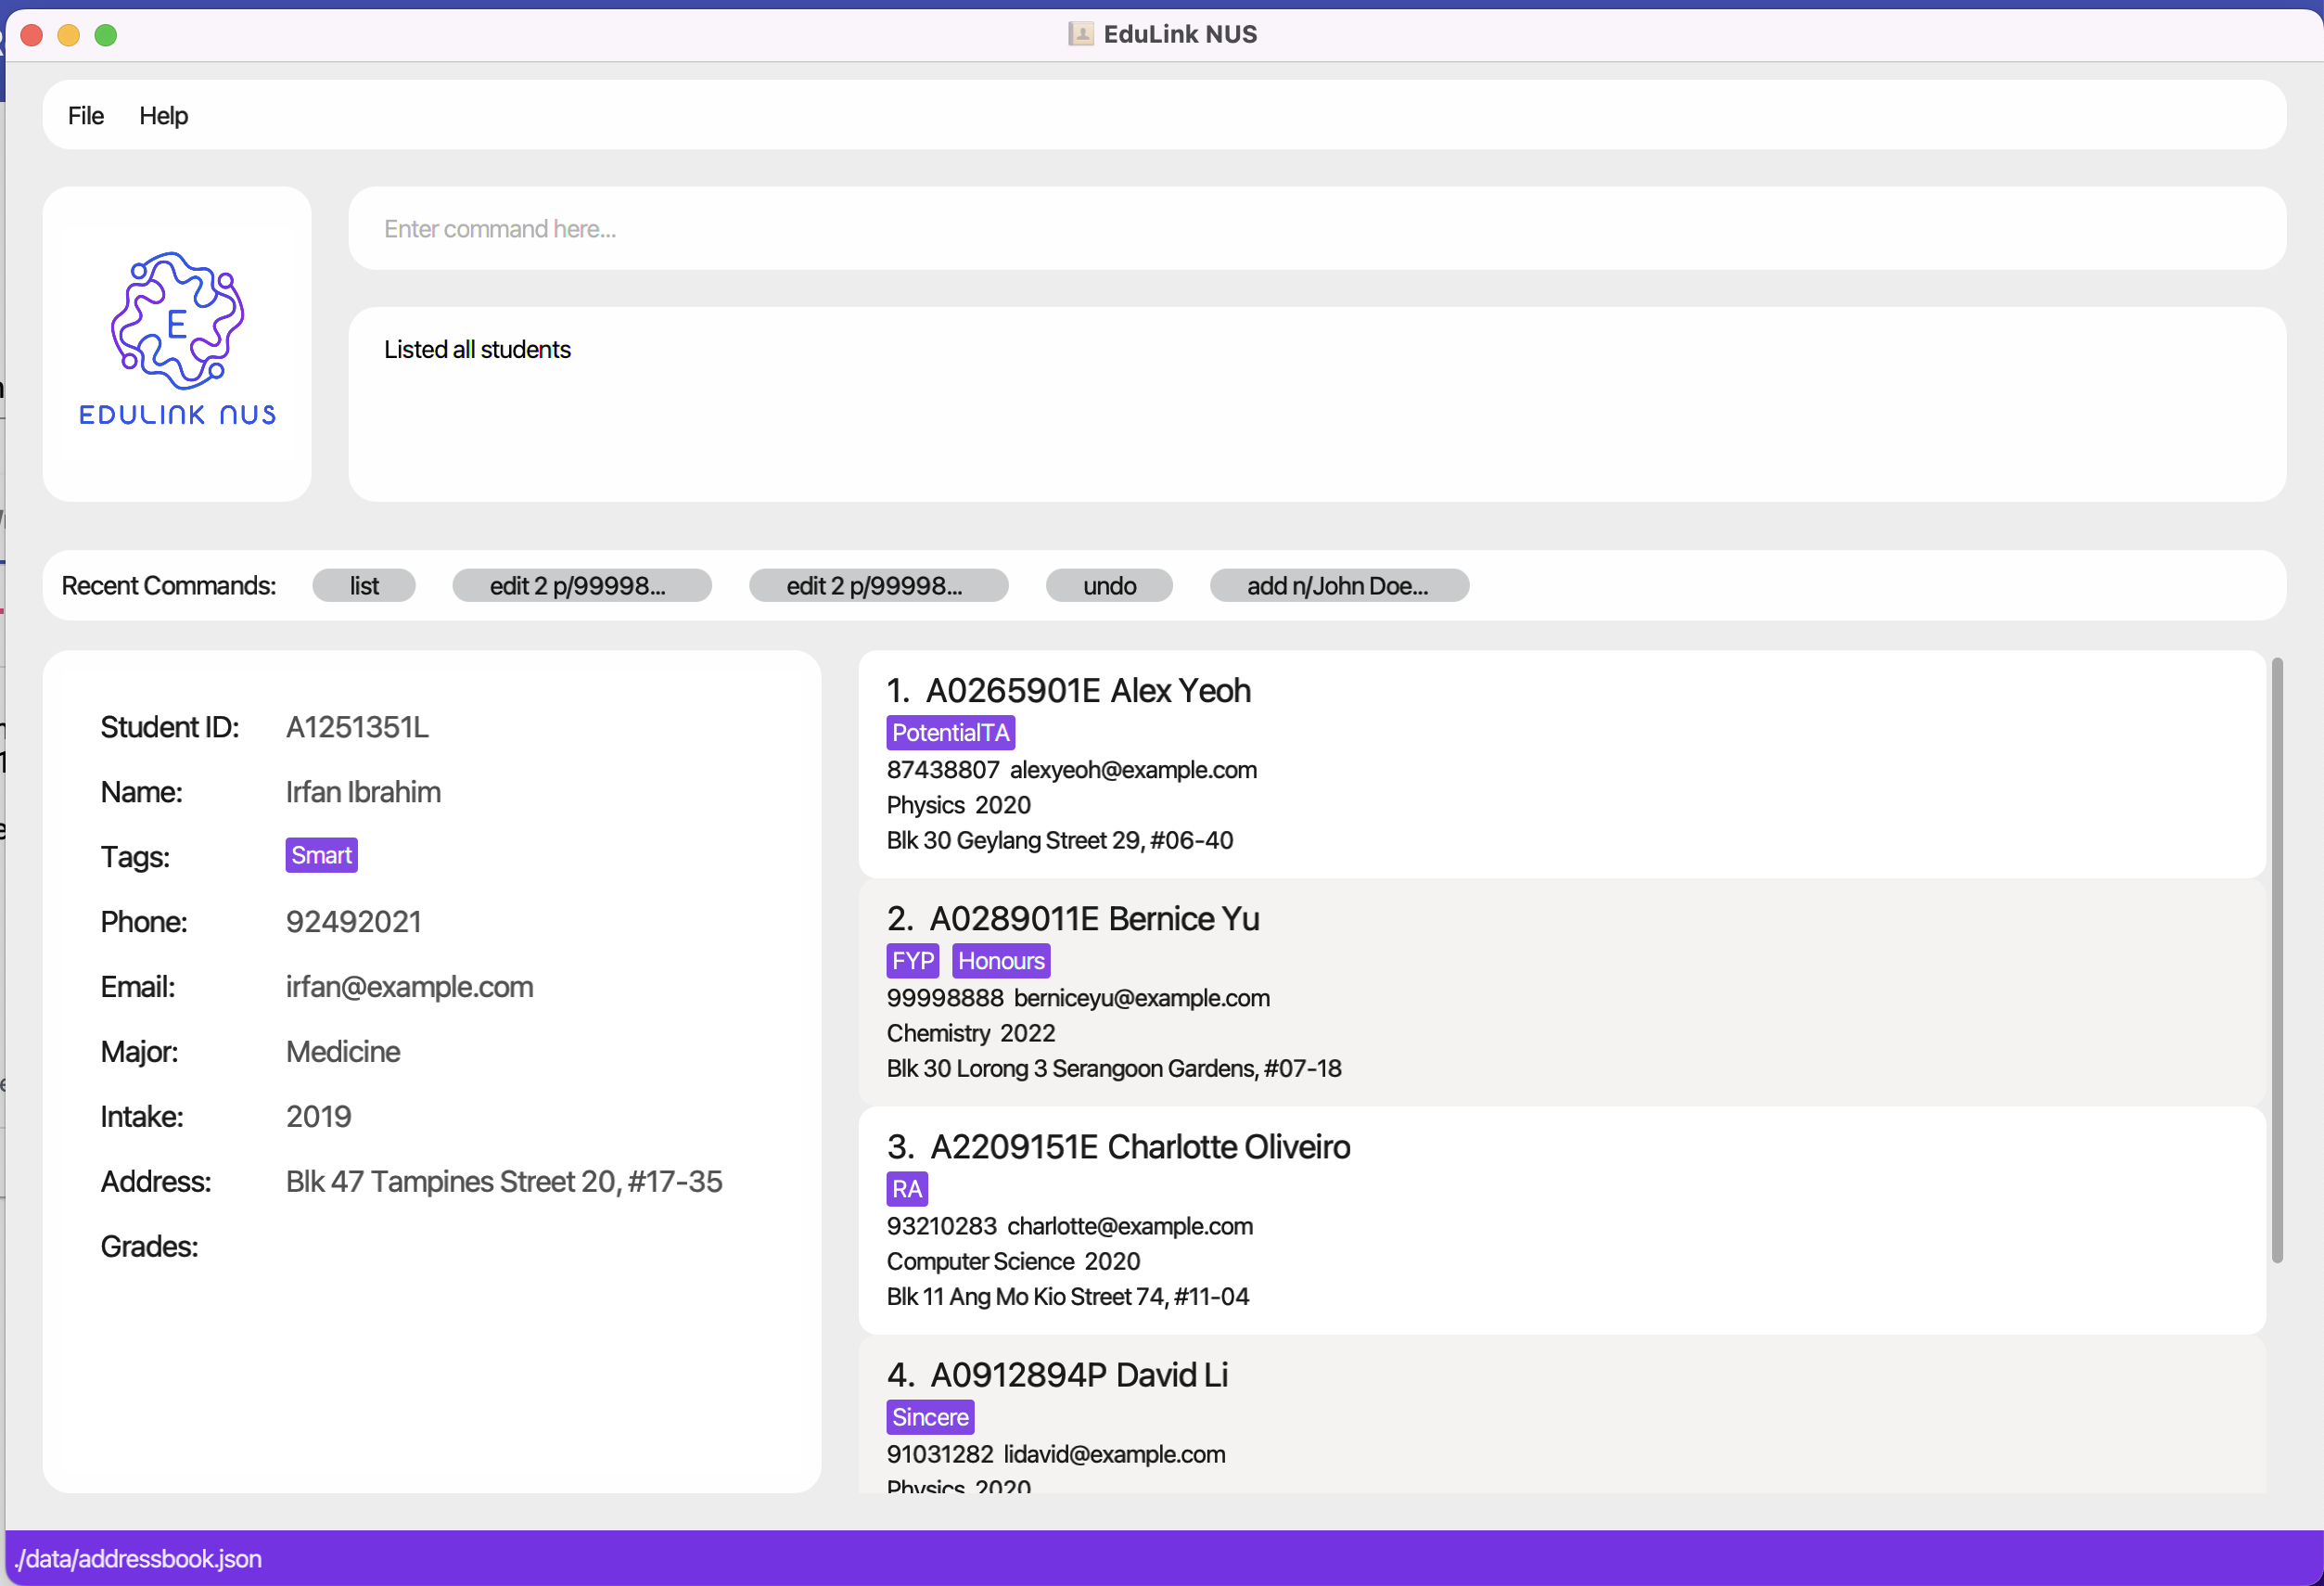 EduLink NUS
File Help
E
EDULINK NUS
Enter command here...
Listed all students
Recent Commands: list edit 2 p/99998... edit 2 p/99998... undo add n/John Doe...
Student ID: A1251351L
Name: Irfan Ibrahim
Tags: Smart
Phone: 92492021
Email: irfan@example.com
Major: Medicine
Intake: 2019
Address: Blk 47 Tampines Street 20, #17-35
Grades:
1. A0265901E Alex Yeoh
PotentialTA
87438807 alexyeoh@example.com
Physics 2020
Blk 30 Geylang Street 29, #06-40
2. A0289011E Bernice Yu
FYP Honours
99998888 berniceyu@example.com
Chemistry 2022
Blk 30 Lorong 3 Serangoon Gardens, #07-18
3. A2209151E Charlotte Oliveiro
RA
93210283 charlotte@example.com
Computer Science 2020
Blk 11 Ang Mo Kio Street 74, #11-04
4. A0912894P David Li
Sincere
91031282 lidavid@example.com
Physics 2020
./data/addressbook.json